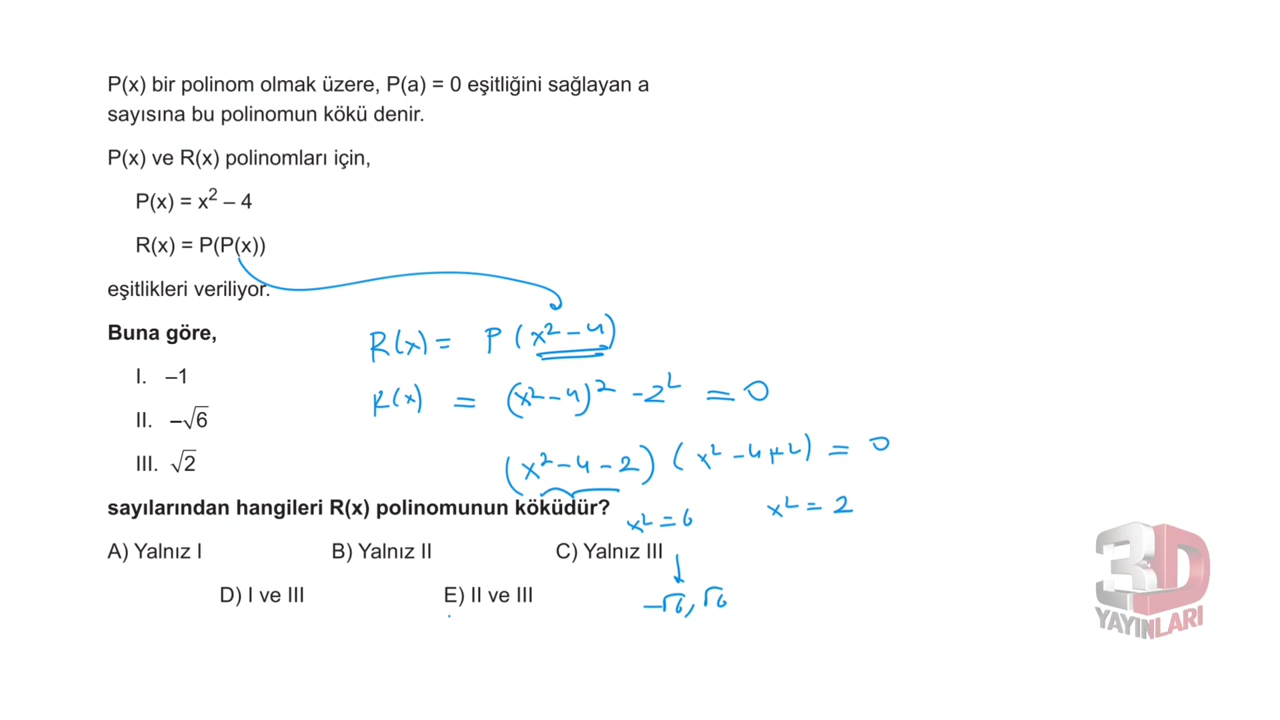 P(x) bir polinom olmak üzere, P(a) = 0 eşitliğini sağlayan a
sayısına bu polinomun kökü denir.
P(x) ve R(x) polinomları için,
P(x) = x² – 4
R(x) = P(P(x))
eşitlikleri veriliyor.
Buna göre,
I. –1
II. –√6
III. √2
R(x) = P(x² – 4)
R(x) = (x² – 4)² – 2² = 0
(x² – 4 – 2) (x² – 4 + 2) = 0
sayılarından hangileri R(x) polinomunun köküdür?
x² = 6 x² = 2
A) Yalnız I B) Yalnız II C) Yalnız III
D) I ve III E) II ve III
–√6, √6
3D
YAYINLARI